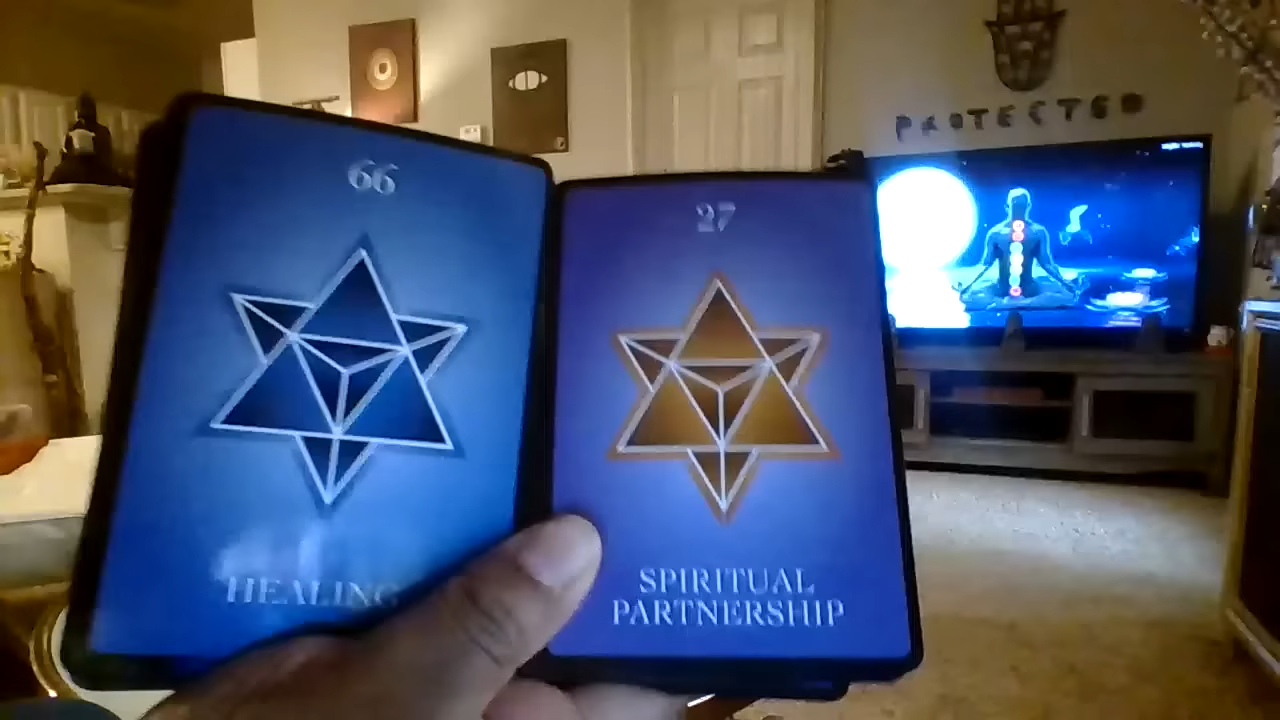 66
HEALING
27
SPIRITUAL
PARTNERSHIP
PROTECTED